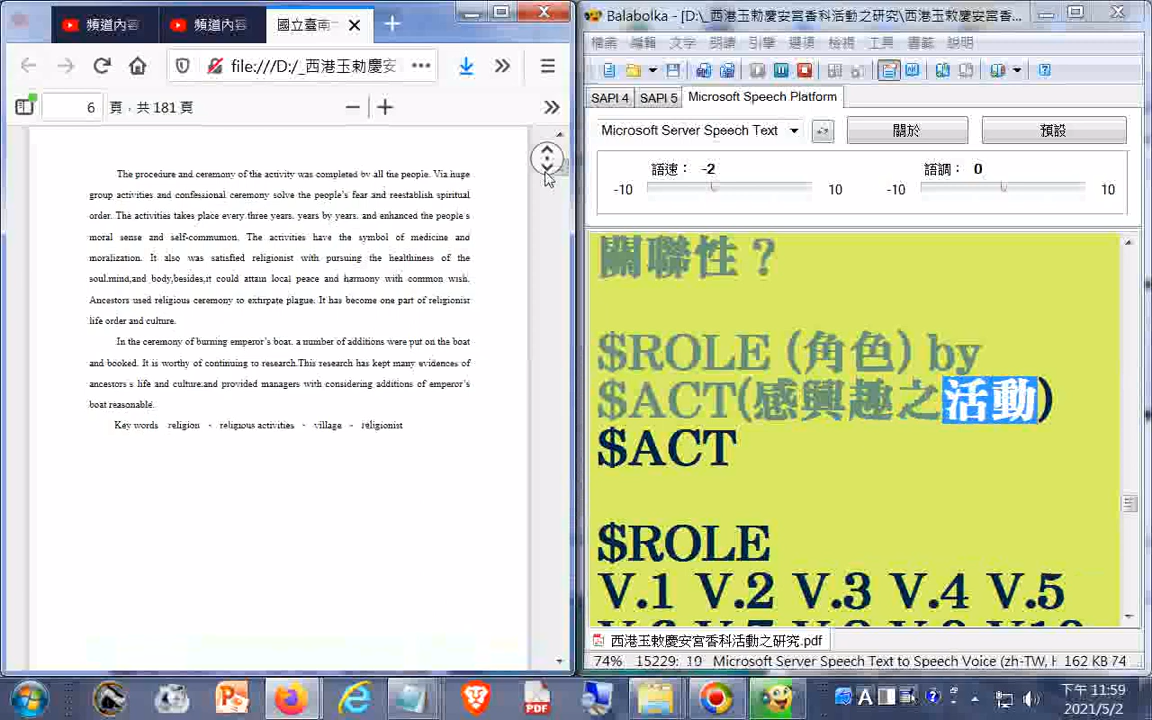 頻道內容
頻道內容
國立臺南一
Balabolka - [D:\_西港玉勅慶安宮香科活動之研究\西港玉敕慶安宮香...
檔案 編輯 文字 朗讀 引擎 選項 檢視 工具 書籤 說明
file:///D:/_西港玉勅慶安
6 頁，共 181 頁
SAPI 4 SAPI 5 Microsoft Speech Platform
Microsoft Server Speech Text 關於 預設
語速： -2 語調： 0
-10 10 -10 10
The procedure and ceremony of the activity was completed by all the people. Via huge
group activities and confessional ceremony solve the people's fear and reestablish spiritual
order. The activities takes place every three years, years by years, and enhanced the people's
moral sense and self-communion. The activities have the symbol of medicine and
moralization. It also was satisfied religionist with pursuing the healthiness of the
soul,mind,and body,besides,it could attain local peace and harmony with common wish.
Ancestors used religious ceremony to extirpate plague. It has become one part of religionist
life order and culture.
In the ceremony of burning emperor's boat, a number of additions were put on the boat
and booked. It is worthy of continuing to research.This research has kept many evidences of
ancestors's life and culture,and provided managers with considering additions of emperor's
boat reasonable.
Key words religion 、 religious activities 、 village 、 religionist
關聯性？
$ROLE (角色) by
$ACT(感興趣之活動)
$ACT
$ROLE
V.1 V.2 V.3 V.4 V.5
西港玉敕慶安宮香科活動之研究.pdf
74% 15229: 10 Microsoft Server Speech Text to Speech Voice (zh-TW, H 162 KB 74
PDF
A
下午 11:59
2021/5/2